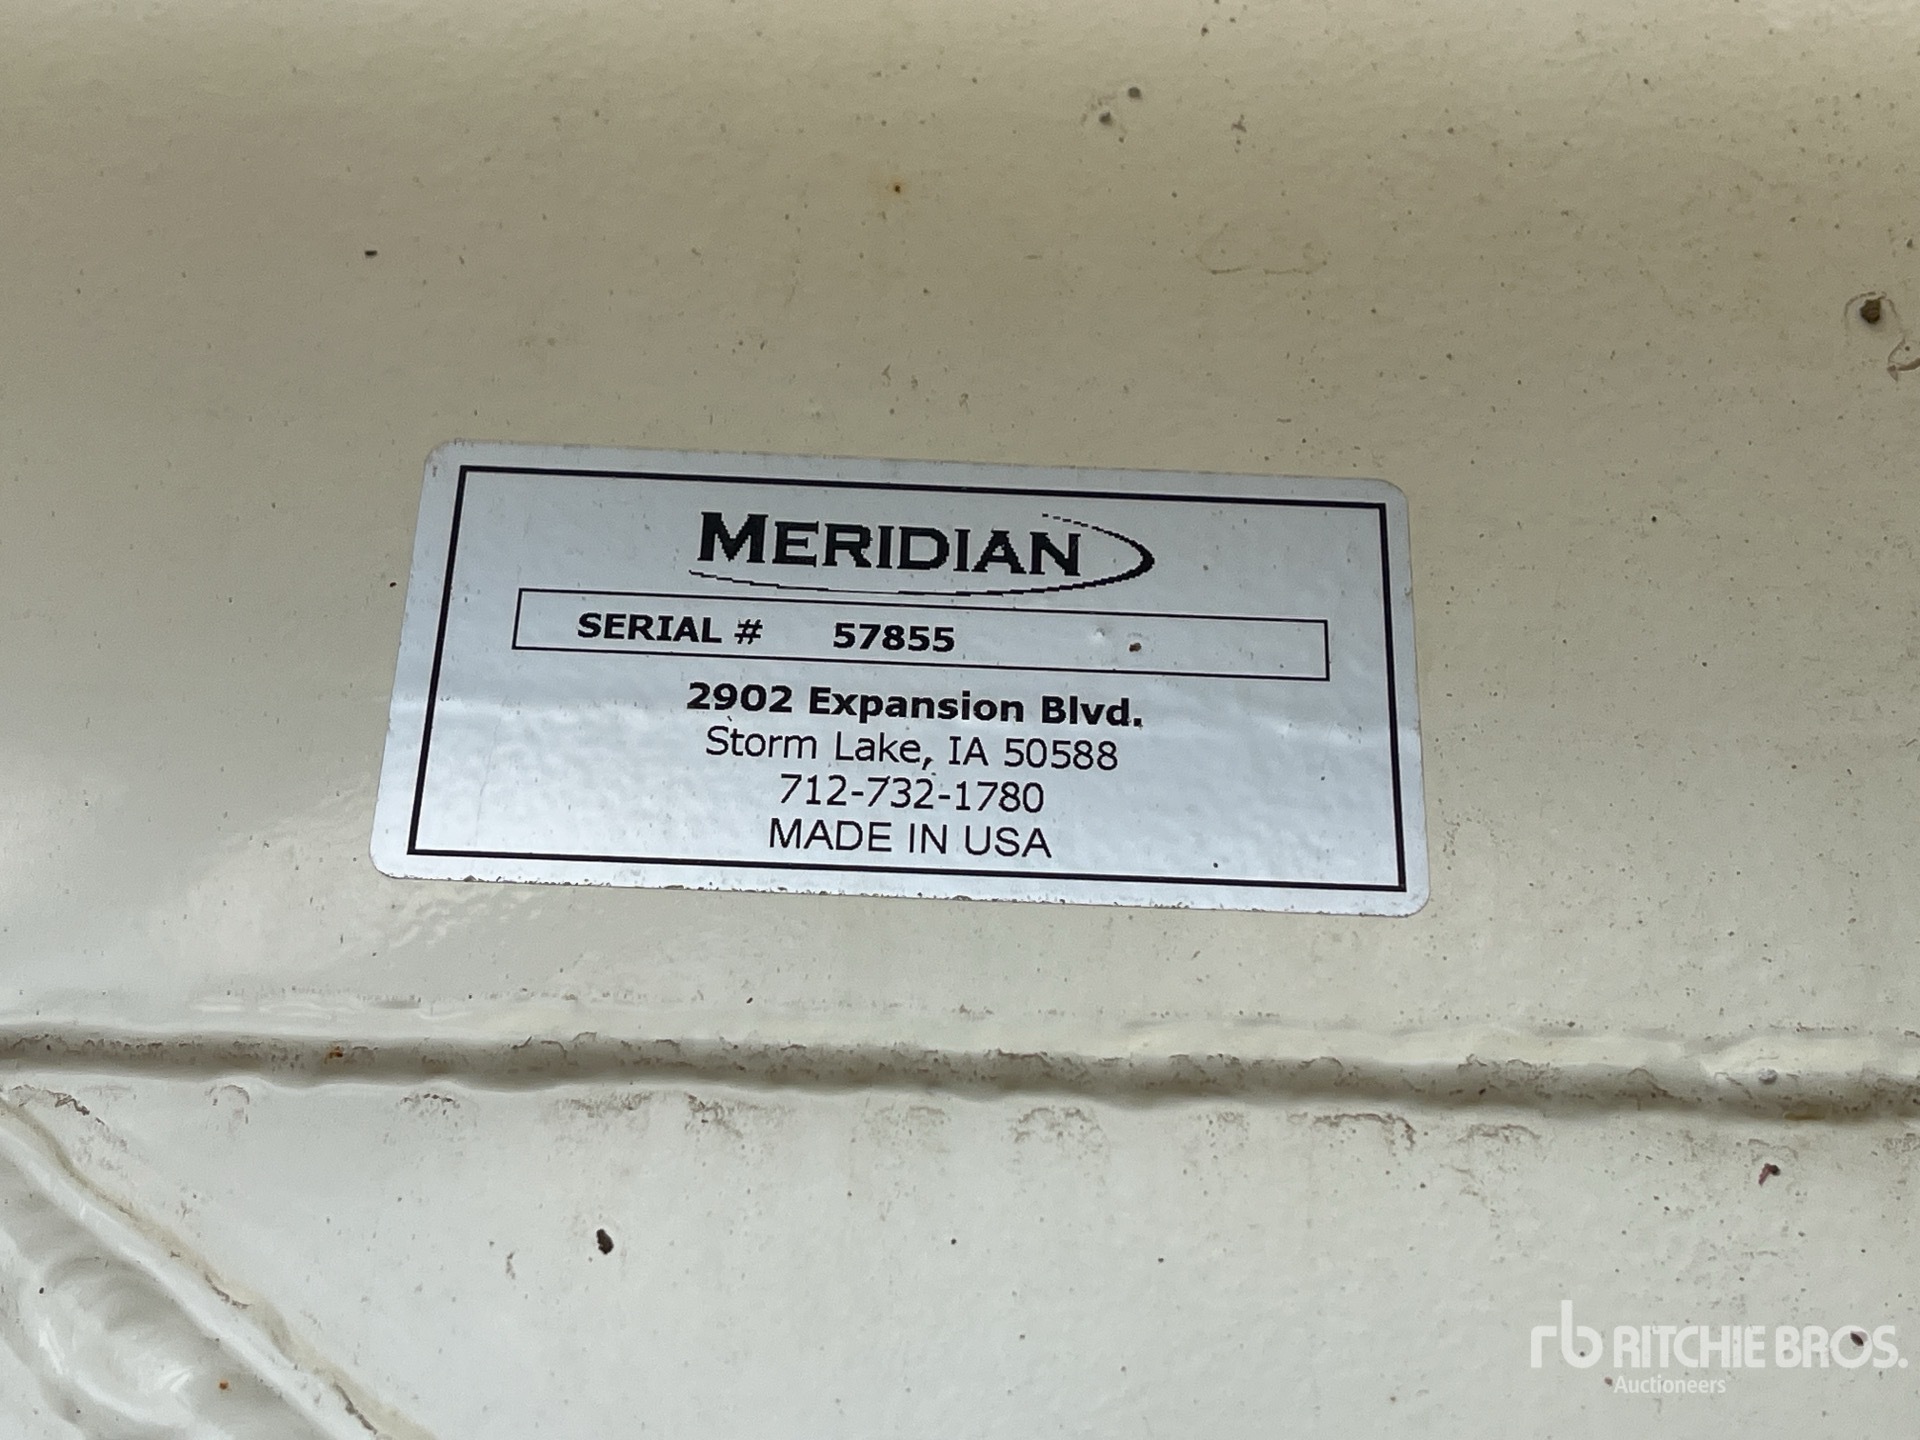 MERIDIAN
SERIAL # 57855
2902 Expansion Blvd.
Storm Lake, IA 50588
712-732-1780
MADE IN USA
rb RITCHIE BROS.
Auctioneers